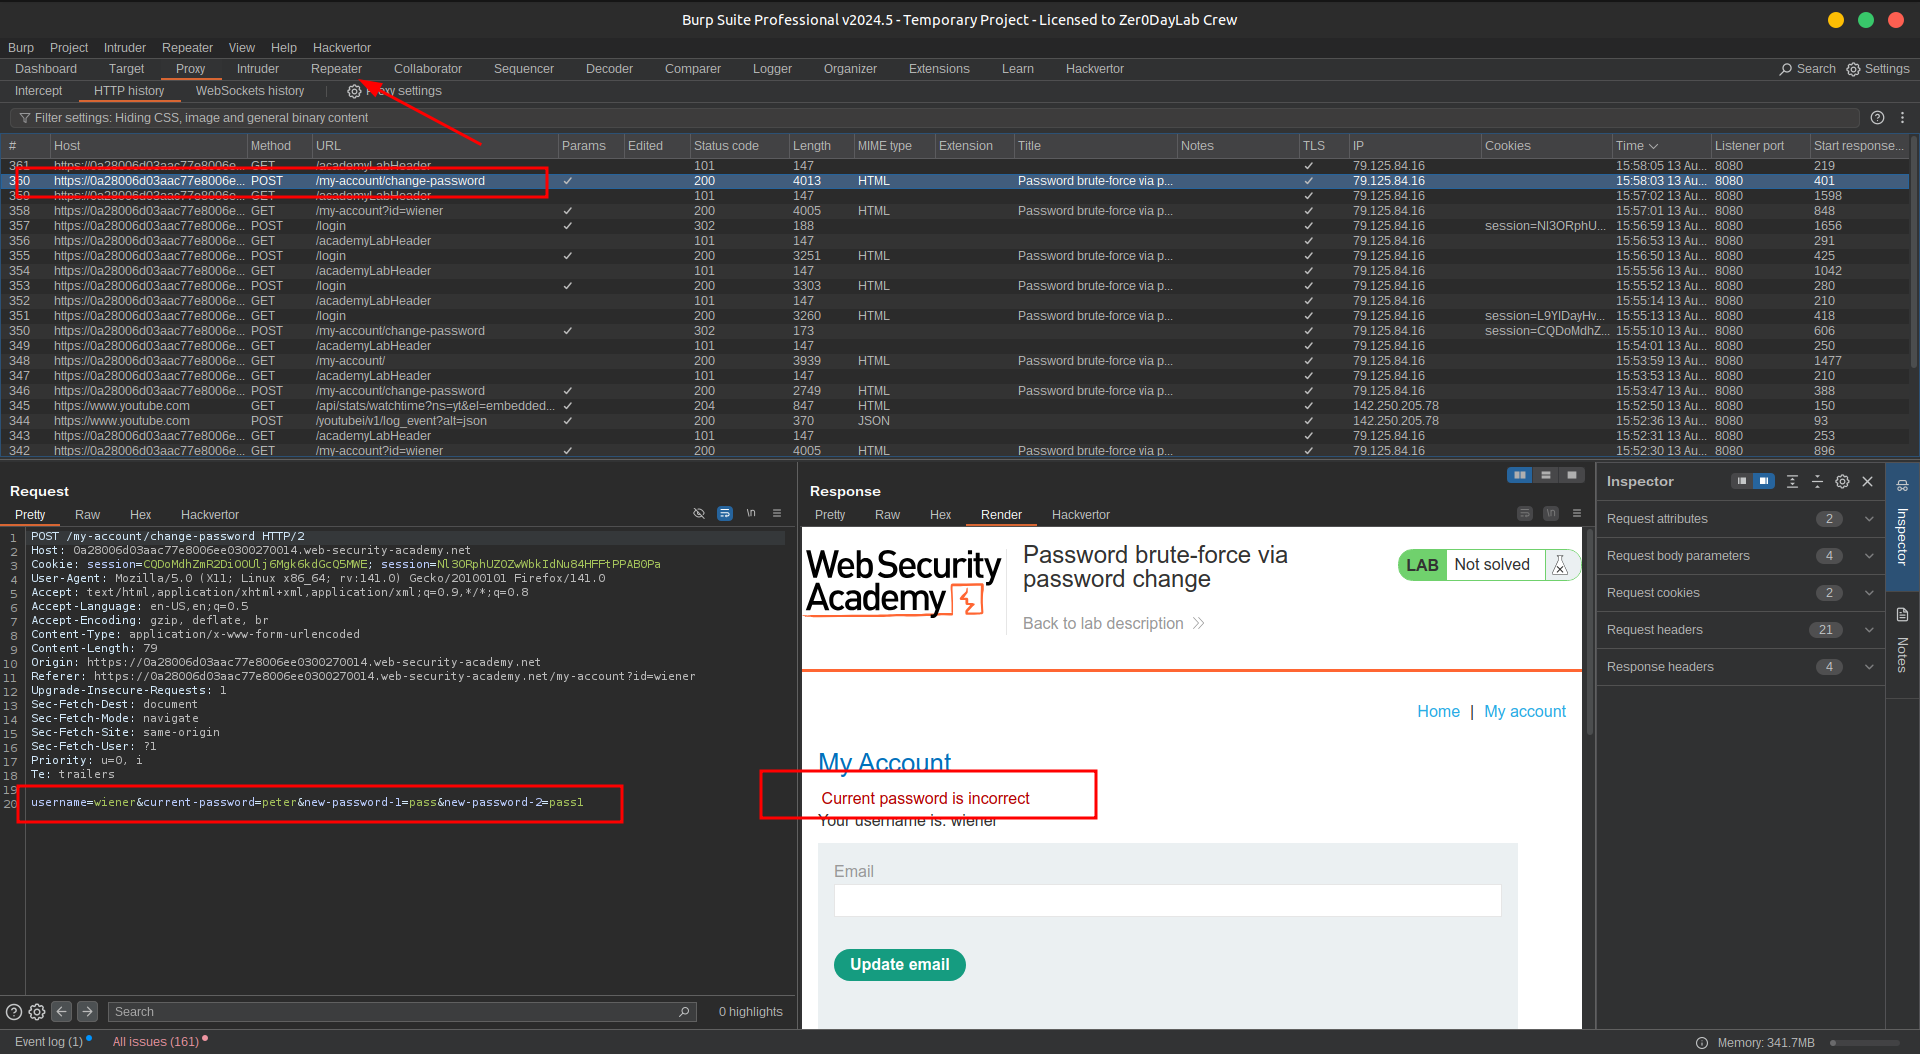 Burp Suite Professional v2024.5 - Temporary Project - Licensed to Zer0DayLab Crew
Burp Project Intruder Repeater View Help Hackvertor
Dashboard Target Proxy Intruder Repeater Collaborator Sequencer Decoder Comparer Logger Organizer Extensions Learn Hackvertor Search Settings
Intercept HTTP history WebSockets history Proxy settings
Filter settings: Hiding CSS, image and general binary content
# Host Method URL Params Edited Status code Length MIME type Extension Title Notes TLS IP Cookies Time Listener port Start response...
361 https://0a28006d03aac77e8006e... GET /academyLabHeader 101 147 ✓ 79.125.84.16 15:58:05 13 Au... 8080 219
360 https://0a28006d03aac77e8006e... POST /my-account/change-password ✓ 200 4013 HTML Password brute-force via p... ✓ 79.125.84.16 15:58:03 13 Au... 8080 401
359 https://0a28006d03aac77e8006e... GET /academyLabHeader 101 147 ✓ 79.125.84.16 15:57:02 13 Au... 8080 1598
358 https://0a28006d03aac77e8006e... GET /my-account?id=wiener ✓ 200 4005 HTML Password brute-force via p... ✓ 79.125.84.16 15:57:01 13 Au... 8080 848
357 https://0a28006d03aac77e8006e... POST /login ✓ 302 188 ✓ 79.125.84.16 session=Nl3ORphU... 15:56:59 13 Au... 8080 1656
356 https://0a28006d03aac77e8006e... GET /academyLabHeader 101 147 ✓ 79.125.84.16 15:56:53 13 Au... 8080 291
355 https://0a28006d03aac77e8006e... POST /login ✓ 200 3251 HTML Password brute-force via p... ✓ 79.125.84.16 15:56:50 13 Au... 8080 425
354 https://0a28006d03aac77e8006e... GET /academyLabHeader 101 147 ✓ 79.125.84.16 15:55:56 13 Au... 8080 1042
353 https://0a28006d03aac77e8006e... POST /login ✓ 200 3303 HTML Password brute-force via p... ✓ 79.125.84.16 15:55:52 13 Au... 8080 280
352 https://0a28006d03aac77e8006e... GET /academyLabHeader 101 147 ✓ 79.125.84.16 15:55:14 13 Au... 8080 210
351 https://0a28006d03aac77e8006e... GET /login 200 3260 HTML Password brute-force via p... ✓ 79.125.84.16 session=L9YlDayHv... 15:55:13 13 Au... 8080 418
350 https://0a28006d03aac77e8006e... POST /my-account/change-password ✓ 302 173 ✓ 79.125.84.16 session=CQDoMdhZ... 15:55:10 13 Au... 8080 606
349 https://0a28006d03aac77e8006e... GET /academyLabHeader 101 147 ✓ 79.125.84.16 15:54:01 13 Au... 8080 250
348 https://0a28006d03aac77e8006e... GET /my-account/ 200 3939 HTML Password brute-force via p... ✓ 79.125.84.16 15:53:59 13 Au... 8080 1477
347 https://0a28006d03aac77e8006e... GET /academyLabHeader 101 147 ✓ 79.125.84.16 15:53:53 13 Au... 8080 210
346 https://0a28006d03aac77e8006e... POST /my-account/change-password ✓ 200 2749 HTML Password brute-force via p... ✓ 79.125.84.16 15:53:47 13 Au... 8080 388
345 https://www.youtube.com GET /api/stats/watchtime?ns=yt&el=embedded... ✓ 204 847 HTML ✓ 142.250.205.78 15:52:50 13 Au... 8080 150
344 https://www.youtube.com POST /youtubei/v1/log_event?alt=json ✓ 200 370 JSON ✓ 142.250.205.78 15:52:36 13 Au... 8080 93
343 https://0a28006d03aac77e8006e... GET /academyLabHeader 101 147 ✓ 79.125.84.16 15:52:31 13 Au... 8080 253
342 https://0a28006d03aac77e8006e... GET /my-account?id=wiener ✓ 200 4005 HTML Password brute-force via p... ✓ 79.125.84.16 15:52:30 13 Au... 8080 896
Request
Pretty Raw Hex Hackvertor \n
1 POST /my-account/change-password HTTP/2
2 Host: 0a28006d03aac77e8006ee0300270014.web-security-academy.net
3 Cookie: session=CQDoMdhZmR2DiOOUlj6Mgk6kdGcQ5MWE; session=Nl3ORphUZOZwWbkIdNu84HFPtPPAB0Pa
4 User-Agent: Mozilla/5.0 (X11; Linux x86_64; rv:141.0) Gecko/20100101 Firefox/141.0
5 Accept: text/html,application/xhtml+xml,application/xml;q=0.9,*/*;q=0.8
6 Accept-Language: en-US,en;q=0.5
7 Accept-Encoding: gzip, deflate, br
8 Content-Type: application/x-www-form-urlencoded
9 Content-Length: 79
10 Origin: https://0a28006d03aac77e8006ee0300270014.web-security-academy.net
11 Referer: https://0a28006d03aac77e8006ee0300270014.web-security-academy.net/my-account?id=wiener
12 Upgrade-Insecure-Requests: 1
13 Sec-Fetch-Dest: document
14 Sec-Fetch-Mode: navigate
15 Sec-Fetch-Site: same-origin
16 Sec-Fetch-User: ?1
17 Priority: u=0, i
18 Te: trailers
19
20 username=wiener&current-password=peter&new-password-1=pass&new-password-2=pass1
Search 0 highlights
Response
Pretty Raw Hex Render Hackvertor \n
Web Security
Academy
Password brute-force via
password change
LAB Not solved
Back to lab description
Home | My account
My Account
Current password is incorrect
Your username is: wiener
Email
Update email
Inspector
Request attributes 2
Request body parameters 4
Request cookies 2
Request headers 21
Response headers 4
Inspector
Notes
Event log (1) All issues (161) Memory: 341.7MB